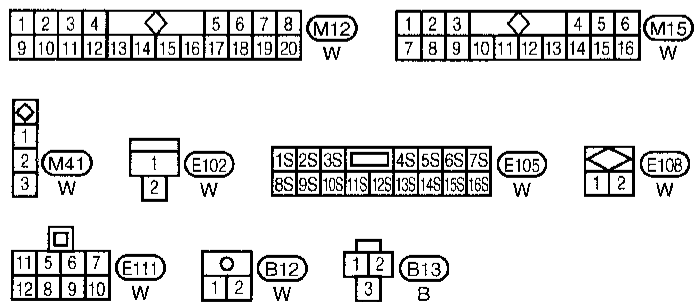 1 2 3 4 5 6 7 8 M12
9 10 11 12 13 14 15 16 17 18 19 20 W
1 2 3 4 5 6 M15
7 8 9 10 11 12 13 14 15 16 W
1
2 M41
3 W
1 E102
2 W
1S 2S 3S 4S 5S 6S 7S E105
8S 9S 10S 11S 12S 13S 14S 15S 16S W
E108
1 2 W
11 5 6 7 E111
12 8 9 10 W
B12
1 2 W
1 2 B13
3 B